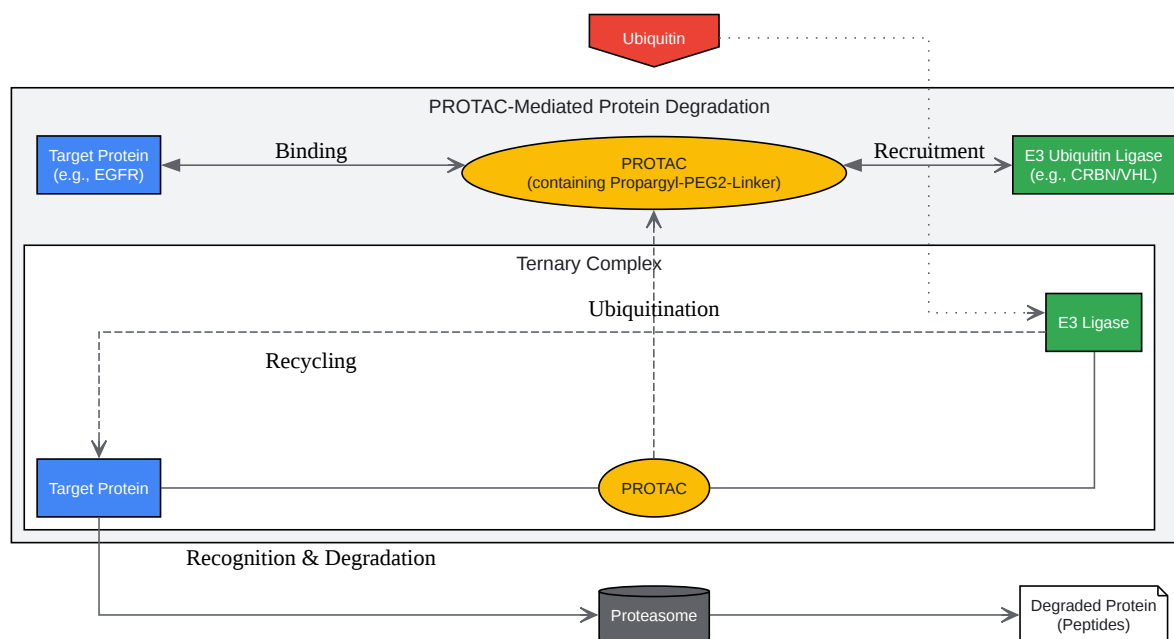 Ubiquitin
PROTAC-Mediated Protein Degradation
Target Protein
(e.g., EGFR)
Binding
PROTAC
(containing Propargyl-PEG2-Linker)
Recruitment
E3 Ubiquitin Ligase
(e.g., CRBN/VHL)
Ternary Complex
Ubiquitination
E3 Ligase
Recycling
Target Protein
PROTAC
Recognition & Degradation
Proteasome
Degraded Protein
(Peptides)